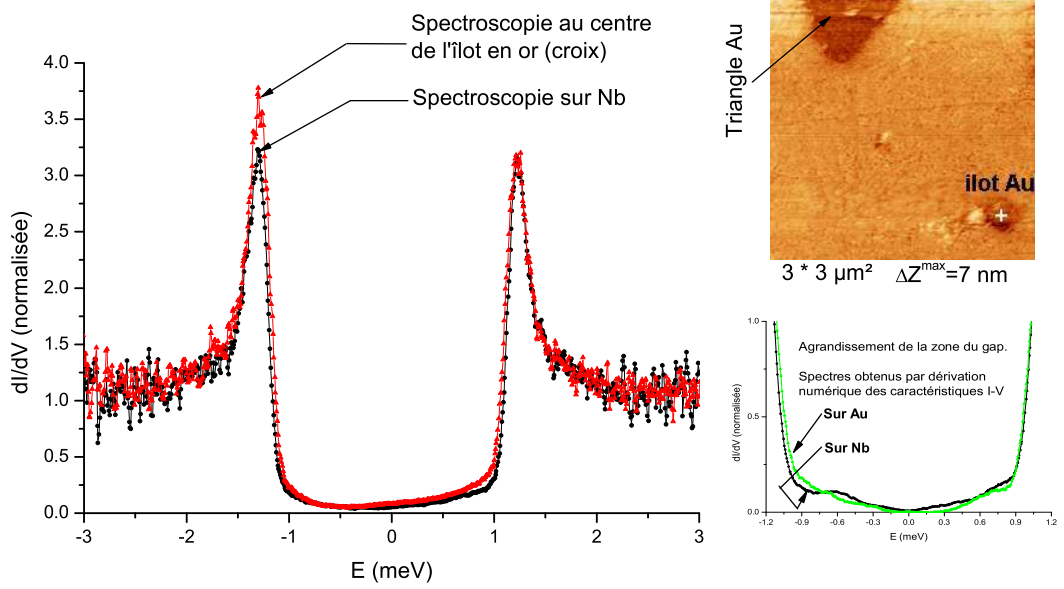 Spectroscopie au centre
de l'îlot en or (croix)
Spectroscopie sur Nb
4.0
3.5
3.0
2.5
2.0
1.5
1.0
0.5
0.0
dI/dV (normalisée)
-3
-2
-1
0
1
2
3
E (meV)
Triangle Au
ilot Au
3 * 3 µm² ΔZmax=7 nm
Agrandissement de la zone du gap.
Spectres obtenus par dérivation
numérique des caractéristiques I-V
Sur Au
Sur Nb
1.0
0.5
0.0
dI/dV (normalisée)
-1.2
-0.9
-0.6
-0.3
0.0
0.3
0.6
0.9
1.2
E (meV)